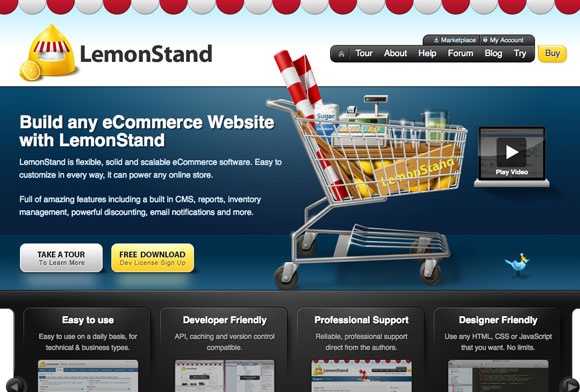 LemonStand
Marketplace
My Account
Tour
About
Help
Forum
Blog
Try
Buy
Build any eCommerce Website
with LemonStand
LemonStand is flexible, solid and scalable eCommerce software. Easy to
customize in every way, it can power any online store.
Full of amazing features including a built in CMS, reports, inventory
management, powerful discounting, email notifications and more.
Sugar
LemonStand
Play Video
TAKE A TOUR
To Learn More
FREE DOWNLOAD
Dev License Sign Up
Easy to use
Easy to use on a daily basis, for
technical & business types.
Developer Friendly
API, caching and version control
compatible.
Professional Support
Reliable, professional support
direct from the authors.
Designer Friendly
Use any HTML, CSS or JavaScript
that you want. No limits.